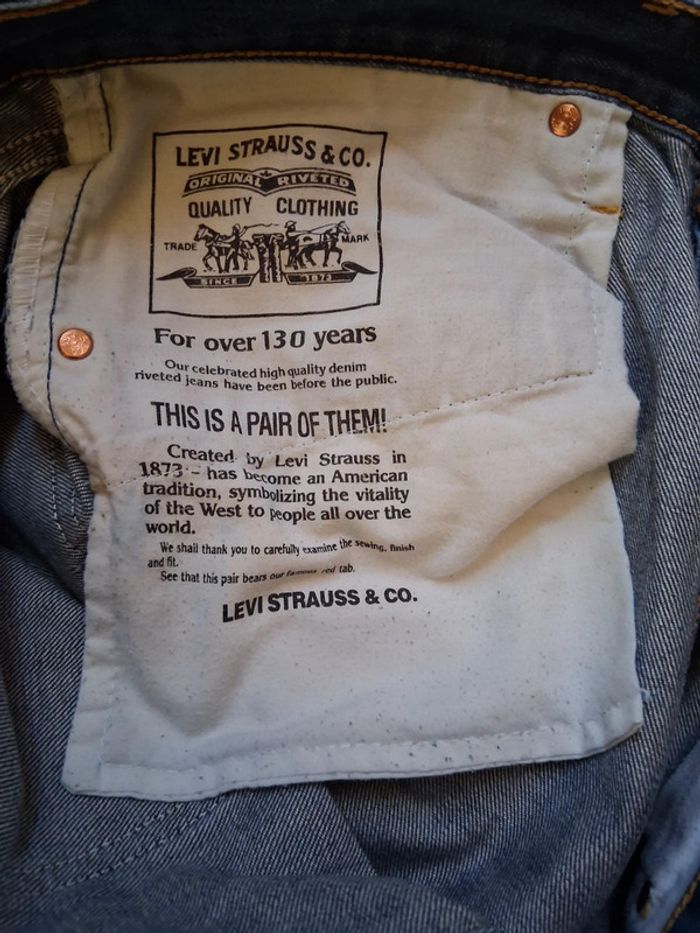 LEVI STRAUSS & CO.
ORIGINAL RIVETED
QUALITY CLOTHING
TRADE MARK
SINCE 1873
For over 130 years
Our celebrated high quality denim
riveted jeans have been before the public.
THIS IS A PAIR OF THEM!
Created by Levi Strauss in
1873 - has become an American
tradition, symbolizing the vitality
of the West to people all over the
world.
We shall thank you to carefully examine the sewing, finish
and fit.
See that this pair bears our famous red tab.
LEVI STRAUSS & CO.